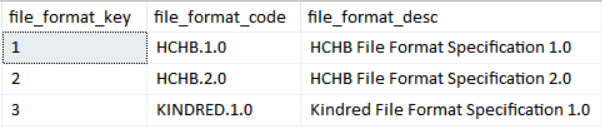 file_format_key file_format_code file_format_desc
1 HCHB.1.0 HCHB File Format Specification 1.0
2 HCHB.2.0 HCHB File Format Specification 2.0
3 KINDRED.1.0 Kindred File Format Specification 1.0